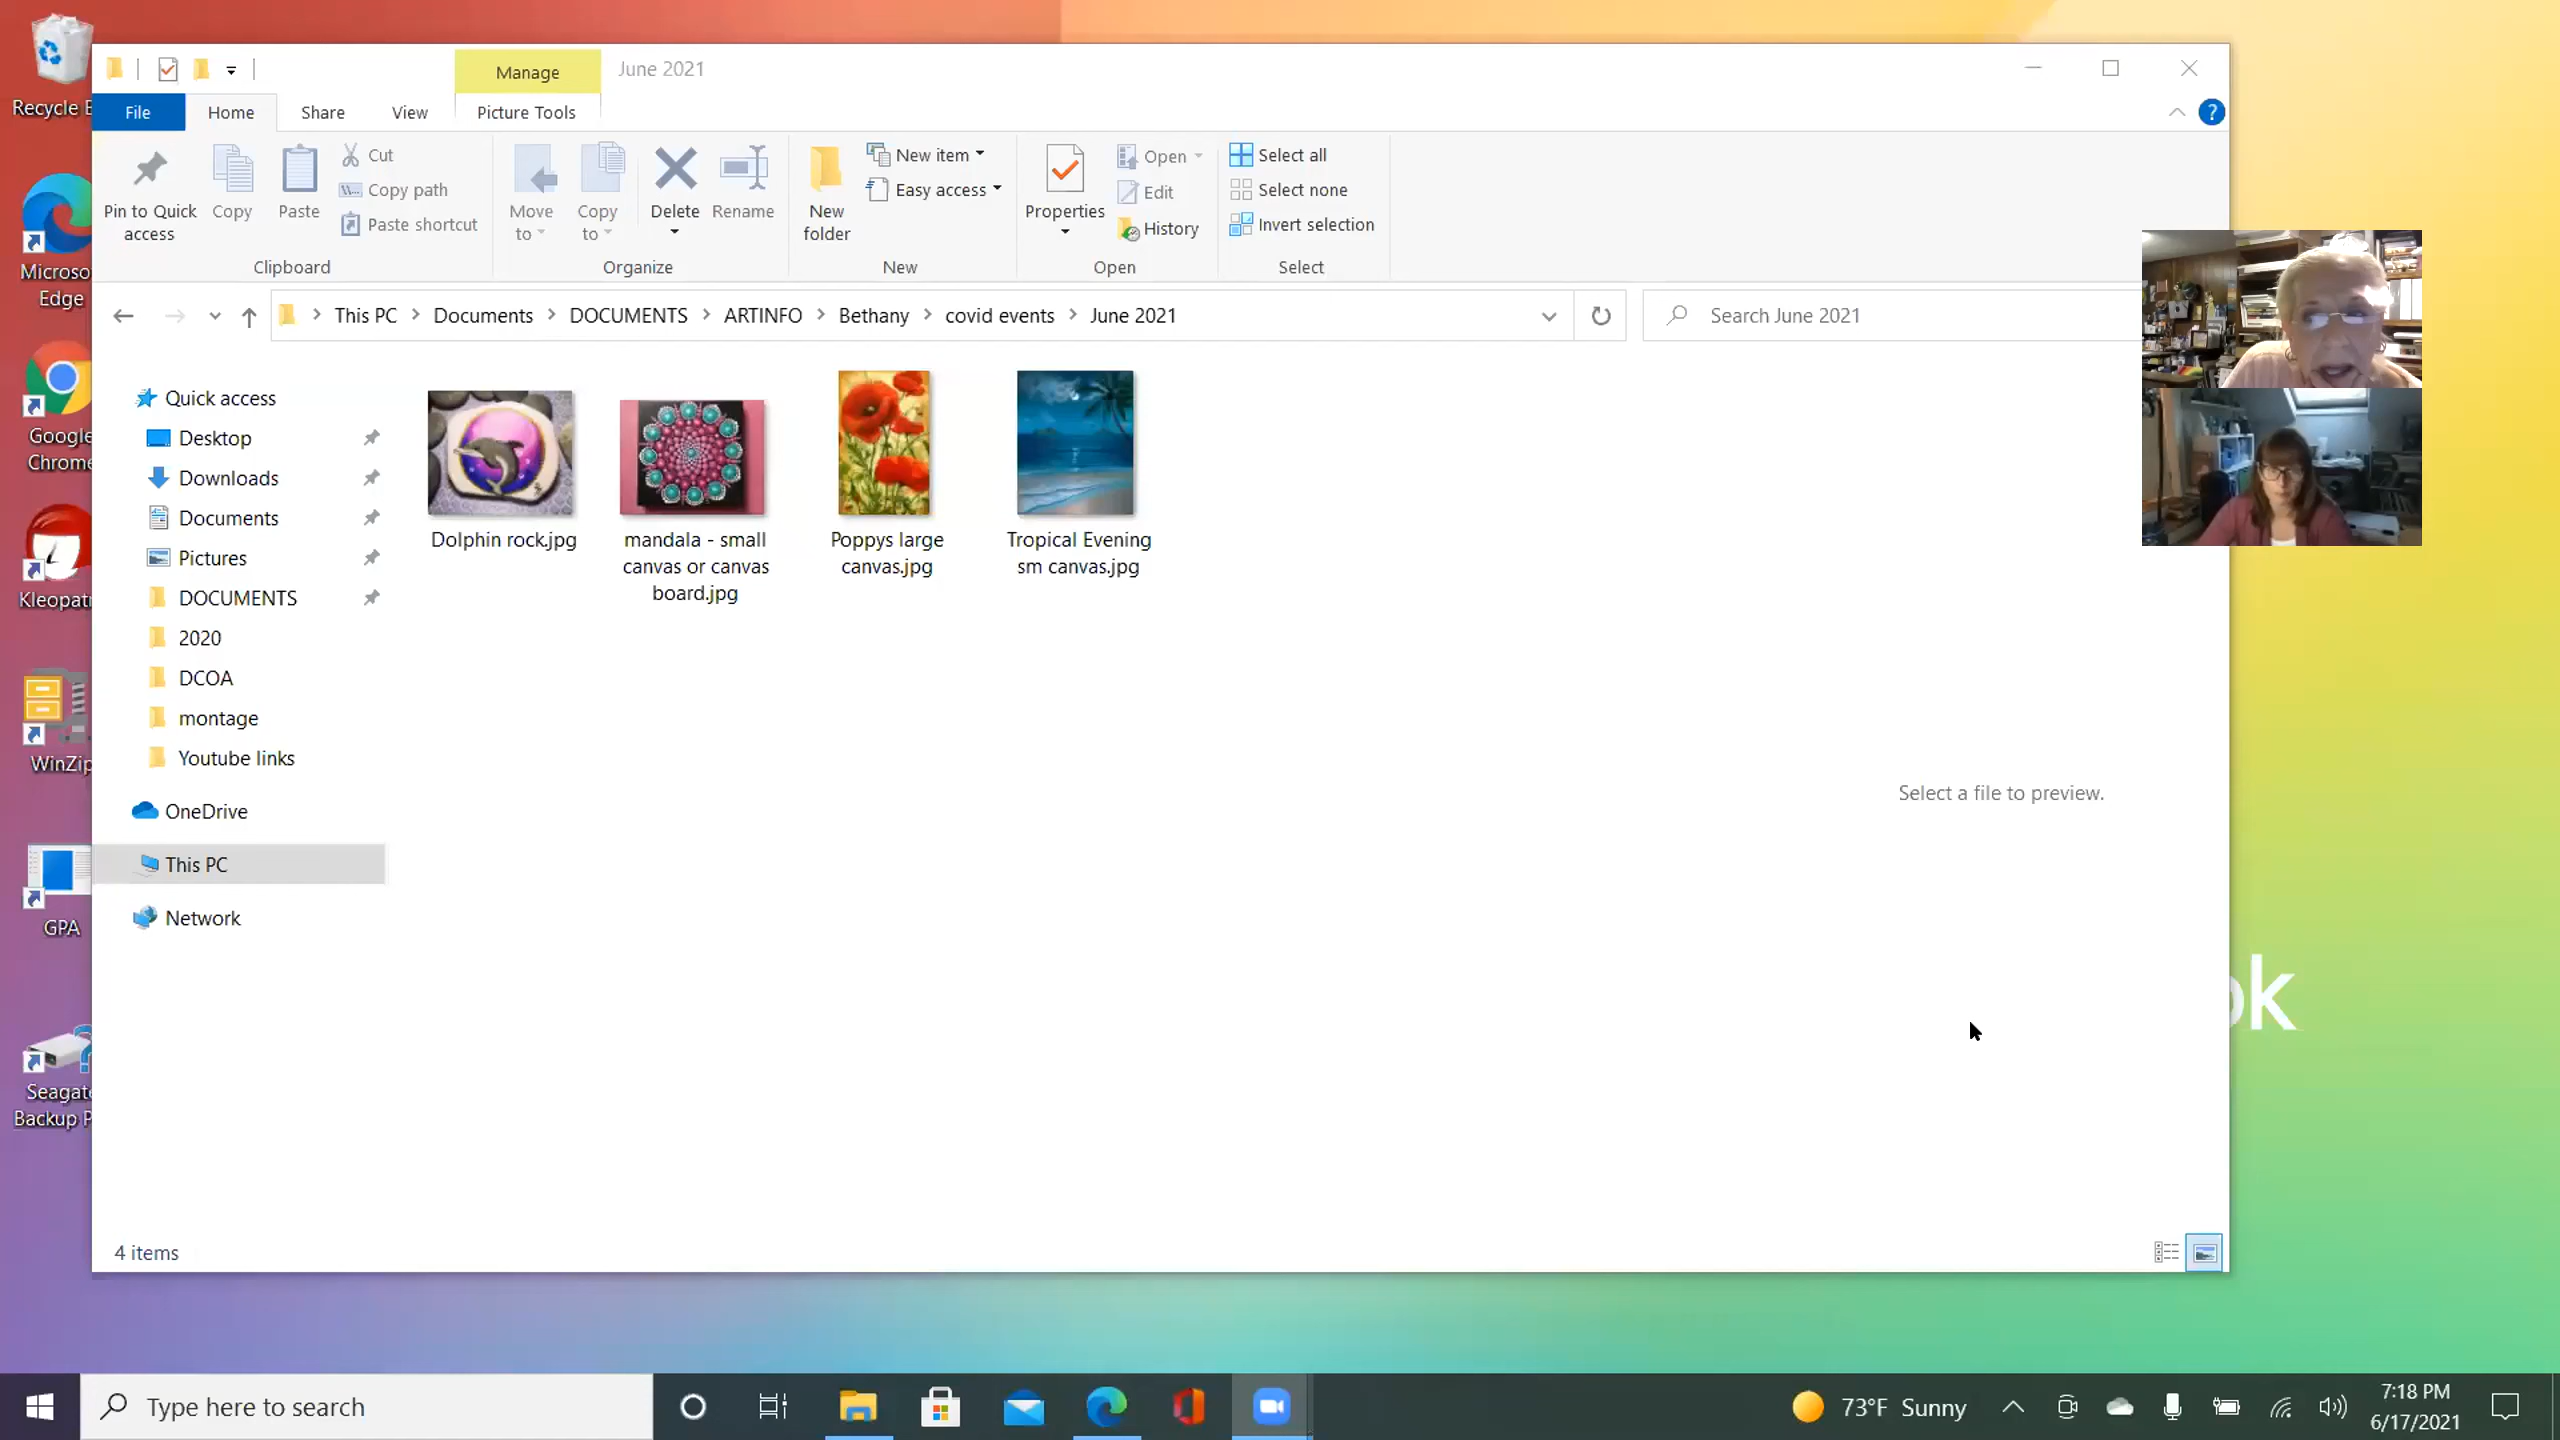 Recycle B
Microso
Edge
Google
Chrome
Kleopat
WinZip
GPA
Seagate
Backup P
Manage
June 2021
File
Home
Share
View
Picture Tools
?
Pin to Quick
access
Copy
Paste
Cut
Copy path
Paste shortcut
Clipboard
Move
to
Copy
to
Delete
Rename
Organize
New
folder
New item
Easy access
New
Properties
Open
Edit
History
Open
Select all
Select none
Invert selection
Select
This PC > Documents > DOCUMENTS > ARTINFO > Bethany > covid events > June 2021
Search June 2021
Quick access
Desktop
Downloads
Documents
Pictures
DOCUMENTS
2020
DCOA
montage
Youtube links
OneDrive
This PC
Network
Dolphin rock.jpg
mandala - small
canvas or canvas
board.jpg
Poppys large
canvas.jpg
Tropical Evening
sm canvas.jpg
Select a file to preview.
ok
4 items
Type here to search
73°F Sunny
7:18 PM
6/17/2021